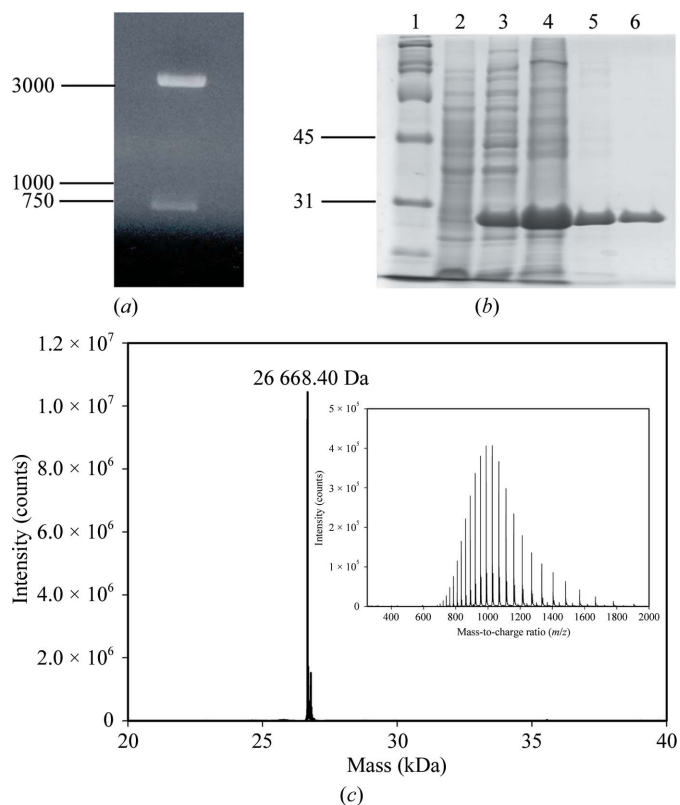 3000
1000
750
(a)
1 2 3 4 5 6
45
31
(b)
1.2 × 10⁷
1.0 × 10⁷
8.0 × 10⁶
6.0 × 10⁶
4.0 × 10⁶
2.0 × 10⁶
0
Intensity (counts)
20 25 30 35 40
Mass (kDa)
26 668.40 Da
5 × 10⁵
4 × 10⁵
3 × 10⁵
2 × 10⁵
1 × 10⁵
0
Intensity (counts)
400 600 800 1000 1200 1400 1600 1800 2000
Mass-to-charge ratio (m/z)
(c)